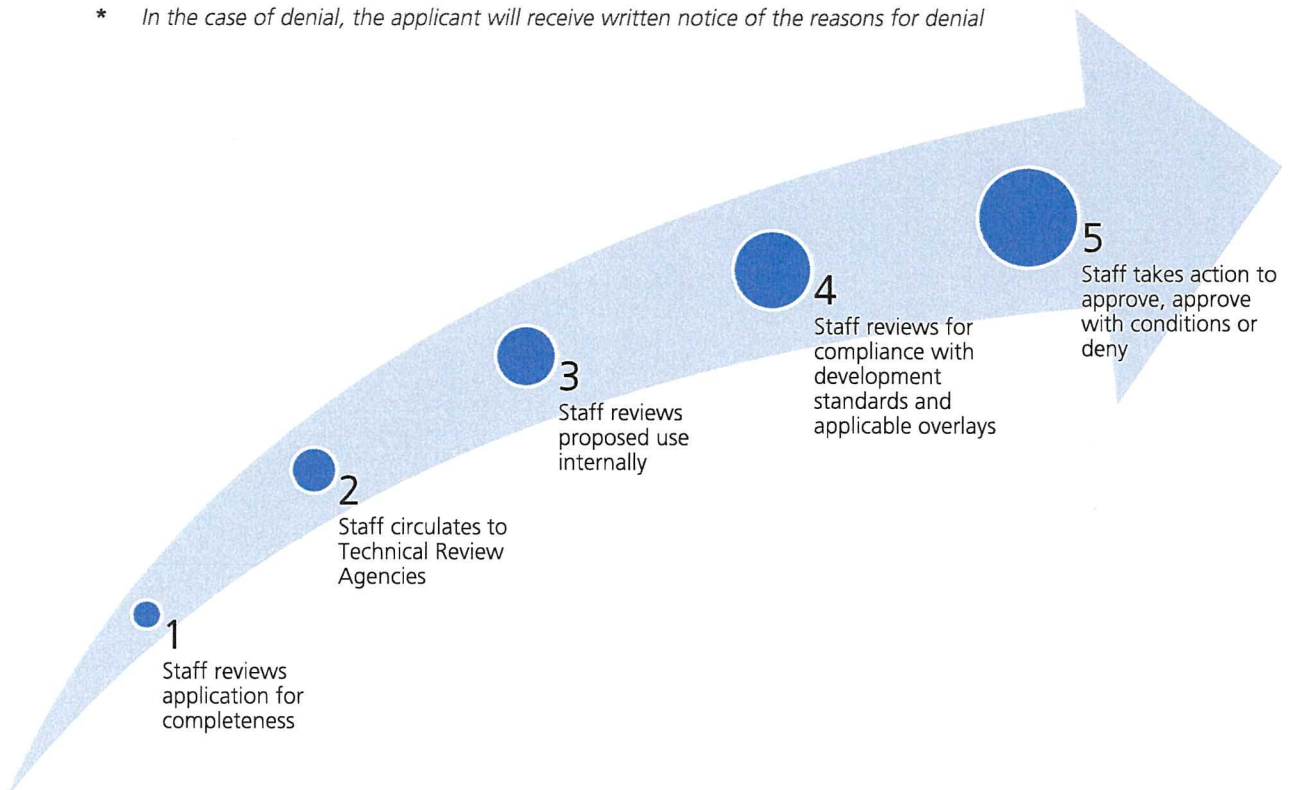 * In the case of denial, the applicant will receive written notice of the reasons for denial
1
Staff reviews
application for
completeness
2
Staff circulates to
Technical Review
Agencies
3
Staff reviews
proposed use
internally
4
Staff reviews for
compliance with
development
standards and
applicable overlays
5
Staff takes action to
approve, approve
with conditions or
deny